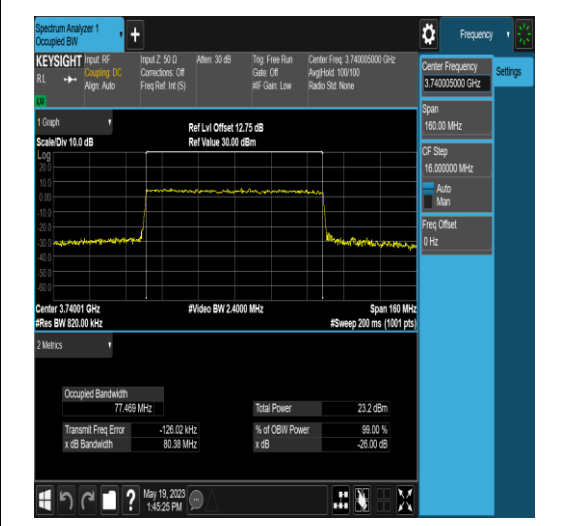 Spectrum Analyzer 1
Occupied BW
+
Frequency
KEYSIGHT
Input: RF
Input Z: 50 Ω
Atten: 30 dB
Trig: Free Run
Center Freq: 3.740005000 GHz
RL
Coupling: DC
Corrections: Off
Gate: Off
Avg|Hold: 100/100
Align: Auto
Freq Ref: Int (S)
#IF Gain: Low
Radio Std: None
LXI
Center Frequency
3.740005000 GHz
Settings
Span
160.00 MHz
CF Step
16.000000 MHz
Auto
Man
Freq Offset
0 Hz
1 Graph
Ref Lvl Offset 12.75 dB
Scale/Div 10.0 dB
Ref Value 30.00 dBm
Log
20.0
10.0
0.00
-10.0
-20.0
-30.0
-40.0
-50.0
-60.0
Center 3.74001 GHz
#Video BW 2.4000 MHz
Span 160 MHz
#Res BW 820.00 kHz
#Sweep 200 ms (1001 pts)
2 Metrics
Occupied Bandwidth
77.469 MHz
Total Power
23.2 dBm
Transmit Freq Error
-126.02 kHz
% of OBW Power
99.00 %
x dB Bandwidth
80.38 MHz
x dB
-26.00 dB
?
May 19, 2023
1:45:25 PM